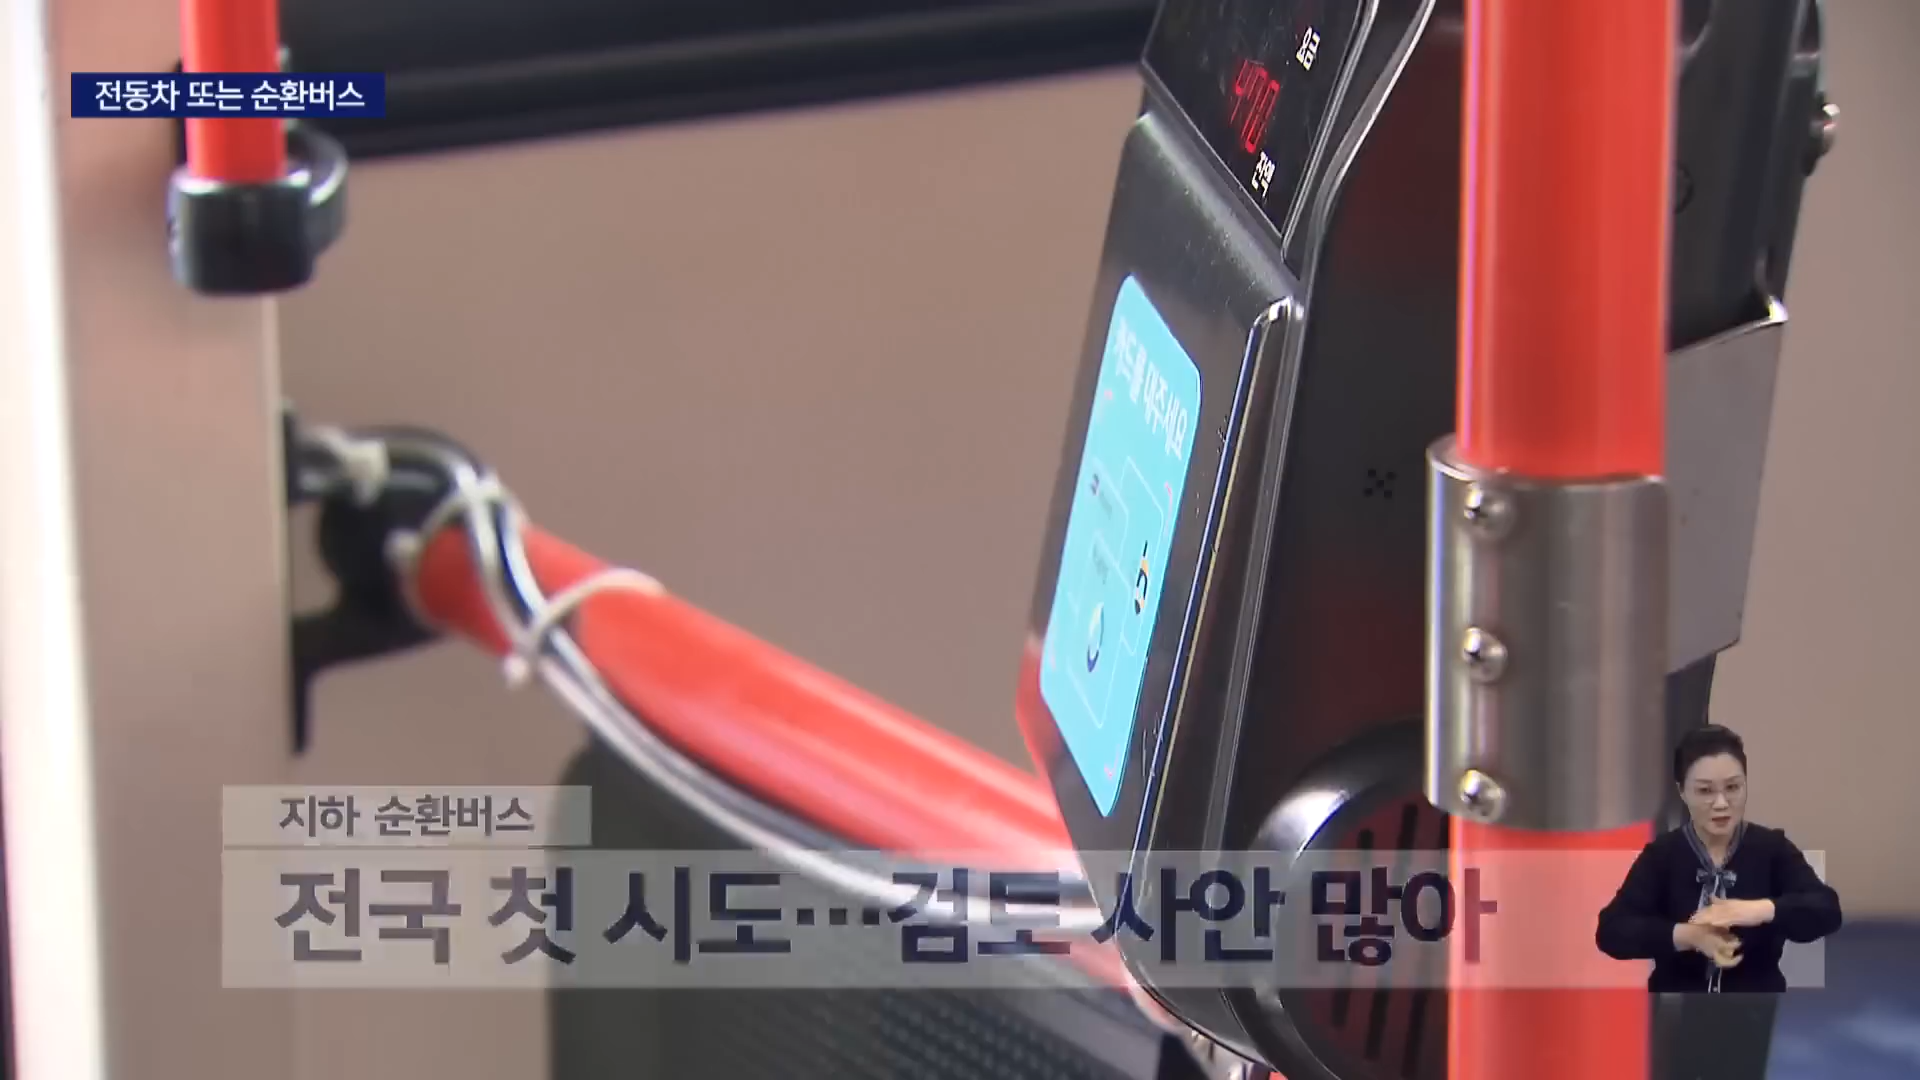 전동차 또는 순환버스
요금
잔액
카드를 대주세요
지하 순환버스
전국 첫 시도…검토 사안 많아